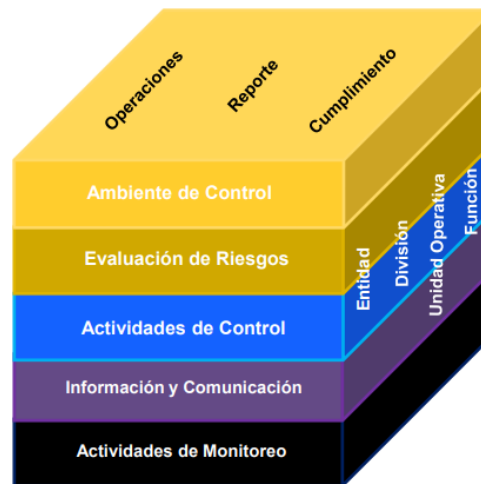 Operaciones
Reporte
Cumplimiento
Ambiente de Control
Evaluación de Riesgos
Actividades de Control
Información y Comunicación
Actividades de Monitoreo
Entidad
División
Unidad Operativa
Función